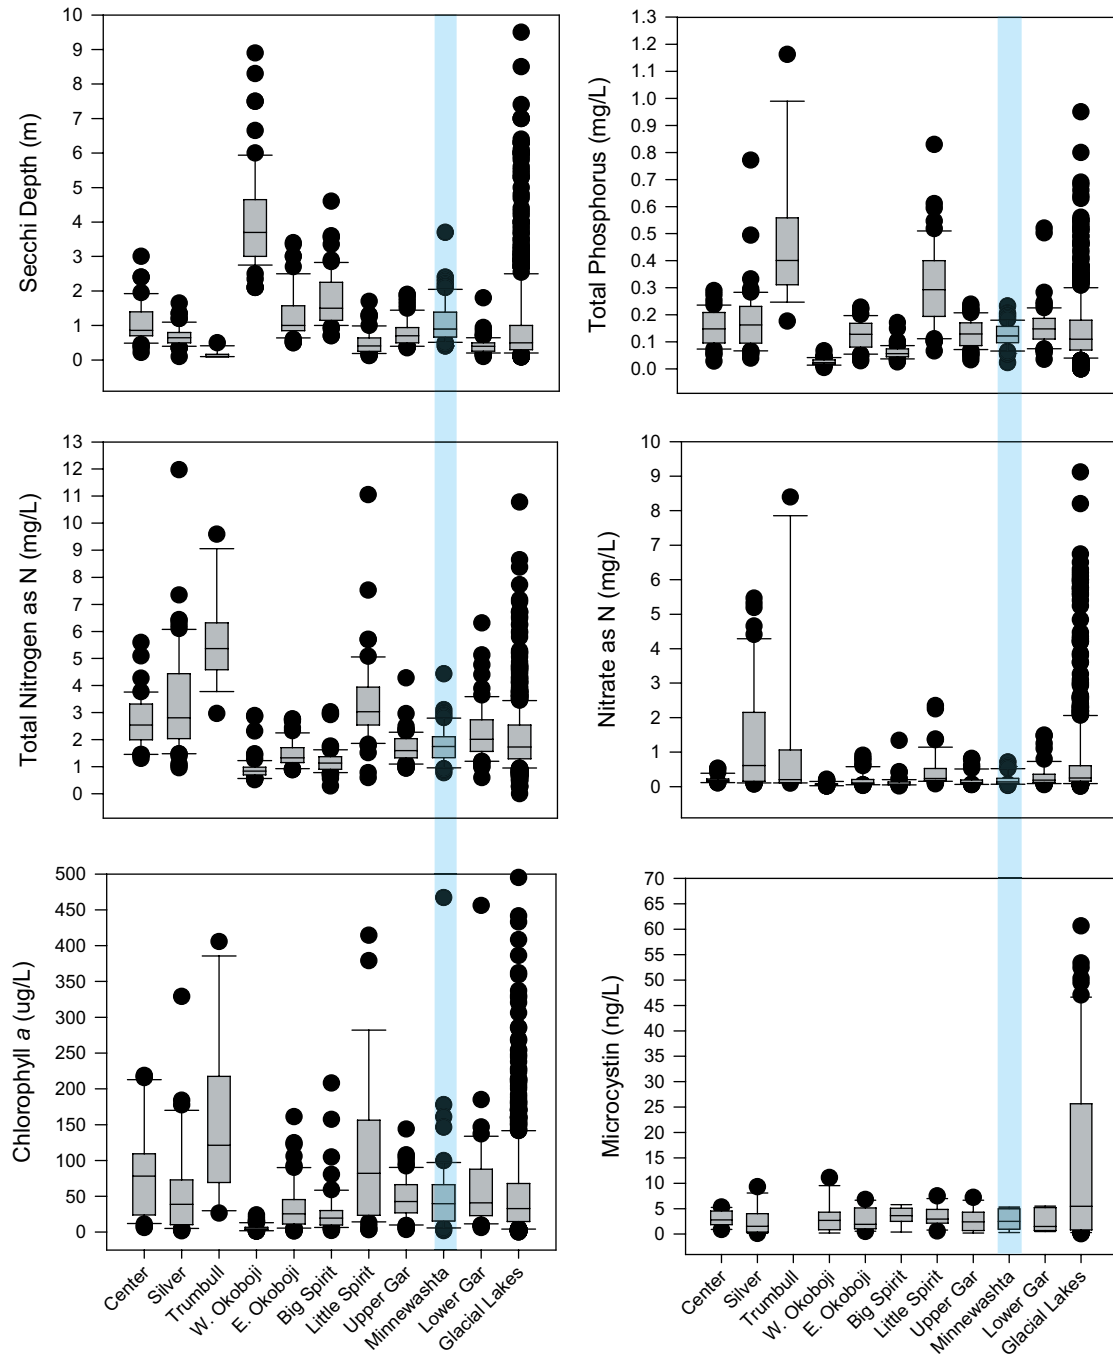 Secchi Depth (m)
10
9
8
7
6
5
4
3
2
1
0
Total Phosphorus (mg/L)
1.3
1.2
1.1
1.0
0.9
0.8
0.7
0.6
0.5
0.4
0.3
0.2
0.1
0.0
Total Nitrogen as N (mg/L)
13
12
11
10
9
8
7
6
5
4
3
2
1
0
Nitrate as N (mg/L)
10
9
8
7
6
5
4
3
2
1
0
Chlorophyll a (ug/L)
500
450
400
350
300
250
200
150
100
50
0
Center
Silver
Trumbull
W. Okoboji
E. Okoboji
Big Spirit
Little Spirit
Upper Gar
Minnewashta
Lower Gar
Glacial Lakes
Microcystin (ng/L)
70
65
60
55
50
45
40
35
30
25
20
15
10
5
0
Center
Silver
Trumbull
W. Okoboji
E. Okoboji
Big Spirit
Little Spirit
Upper Gar
Minnewashta
Lower Gar
Glacial Lakes